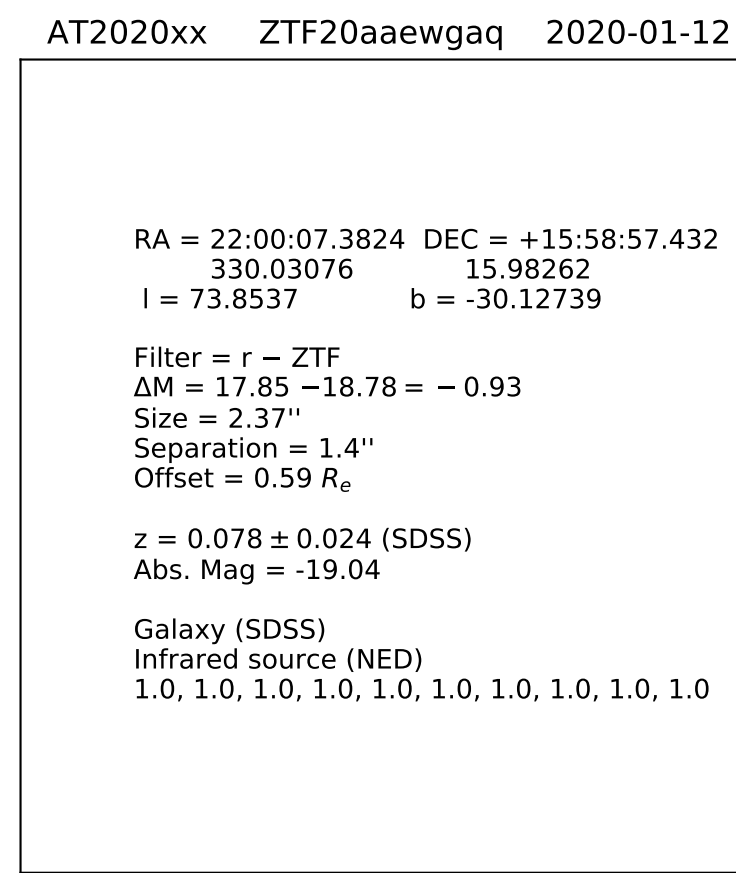 AT2020xx ZTF20aaewgaq 2020-01-12
RA = 22:00:07.3824 DEC = +15:58:57.432
330.03076 15.98262
l = 73.8537 b = -30.12739
Filter = r − ZTF
ΔM = 17.85 −18.78 = − 0.93
Size = 2.37''
Separation = 1.4''
Offset = 0.59 Re
z = 0.078 ± 0.024 (SDSS)
Abs. Mag = -19.04
Galaxy (SDSS)
Infrared source (NED)
1.0, 1.0, 1.0, 1.0, 1.0, 1.0, 1.0, 1.0, 1.0, 1.0